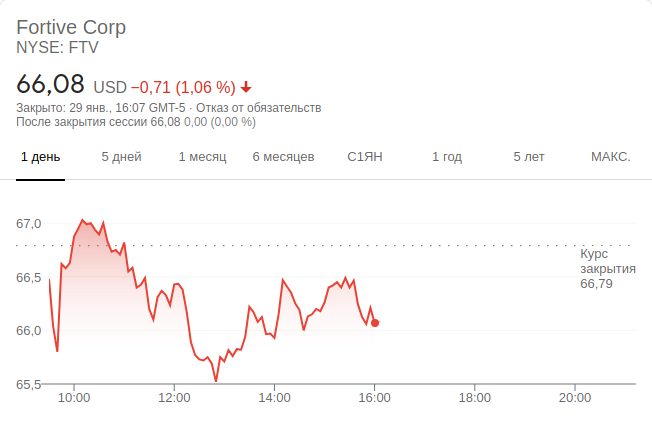 Fortive Corp
NYSE: FTV
66,08 USD −0,71 (1,06 %)
Закрыто: 29 янв., 16:07 GMT-5 · Отказ от обязательств
После закрытия сессии 66,08 0,00 (0,00 %)
1 день 5 дней 1 месяц 6 месяцев С1ЯН 1 год 5 лет МАКС.
67,0
Курс
закрытия
66,79
66,5
66,0
65,5
10:00 12:00 14:00 16:00 18:00 20:00